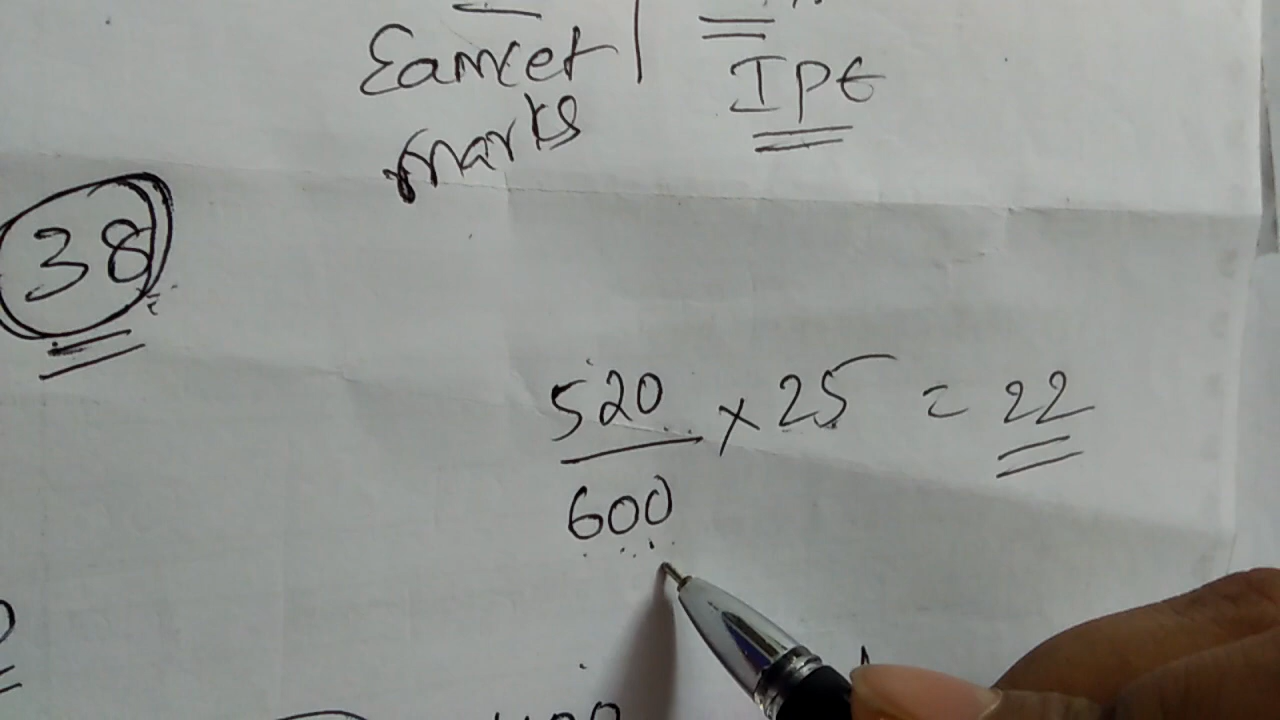 Eamcet | = IPE
marks
38
520 × 25 = 22
600